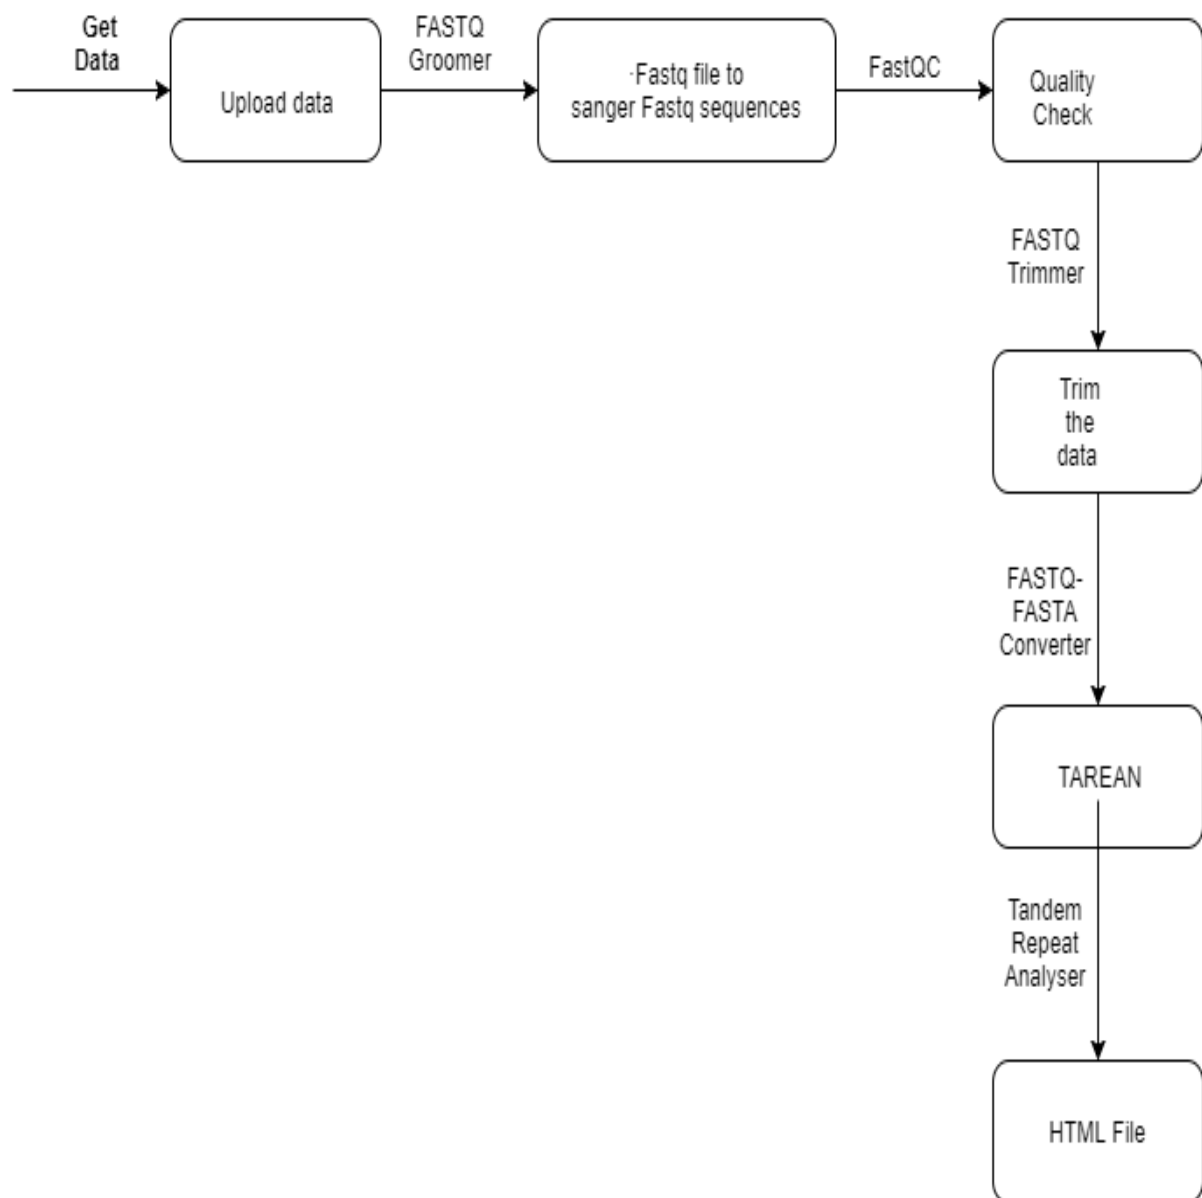 Get
Data
Upload data
FASTQ
Groomer
·Fastq file to
sanger Fastq sequences
FastQC
Quality
Check
FASTQ
Trimmer
Trim
the
data
FASTQ-
FASTA
Converter
TAREAN
Tandem
Repeat
Analyser
HTML File